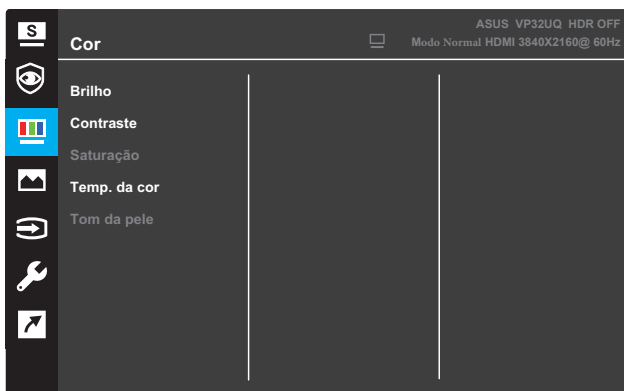 S
ASUS VP32UQ HDR OFF
Cor
Modo Normal HDMI 3840X2160@ 60Hz
Brilho
Contraste
Saturação
Temp. da cor
Tom da pele